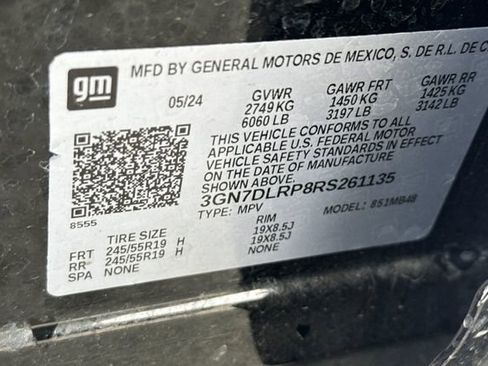 gm
MFD BY GENERAL MOTORS DE MEXICO, S. DE R.L. DE C
05/24 GVWR GAWR FRT GAWR RR
2749 KG 1450 KG 1425 KG
6060 LB 3197 LB 3142 LB
THIS VEHICLE CONFORMS TO ALL
APPLICABLE U.S. FEDERAL MOTOR
VEHICLE SAFETY STANDARDS IN EFFECT
ON THE DATE OF MANUFACTURE
SHOWN ABOVE.
3GN7DLRP8RS261135
8555 TYPE: MPV MODEL: 851MB48
TIRE SIZE RIM
FRT 245/55R19 H 19X8.5J
RR 245/55R19 H 19X8.5J
SPA NONE NONE